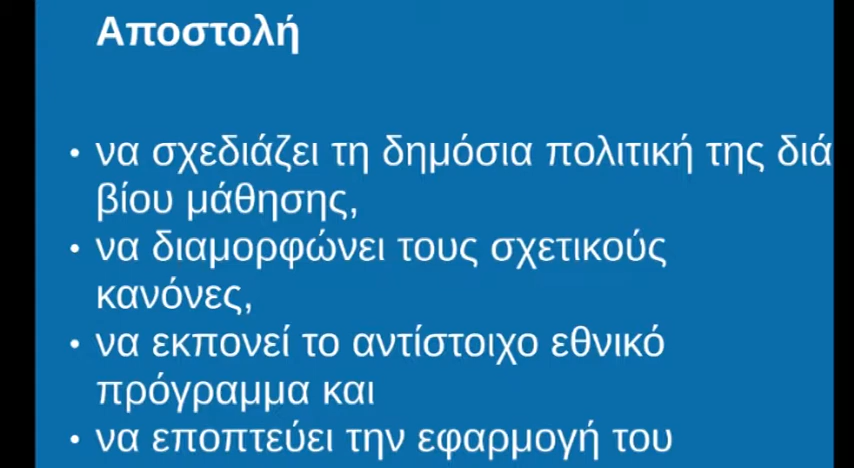 Αποστολή
• να σχεδιάζει τη δημόσια πολιτική της διά
βίου μάθησης,
• να διαμορφώνει τους σχετικούς
κανόνες,
• να εκπονεί το αντίστοιχο εθνικό
πρόγραμμα και
• να εποπτεύει την εφαρμογή του